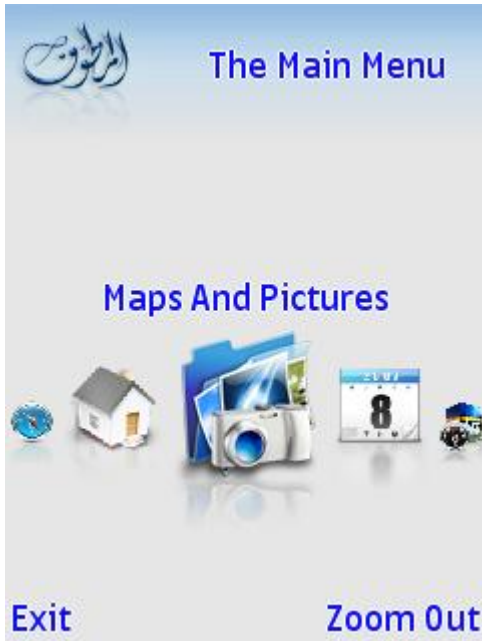 المطوف
The Main Menu
Maps And Pictures
8
Exit
Zoom Out